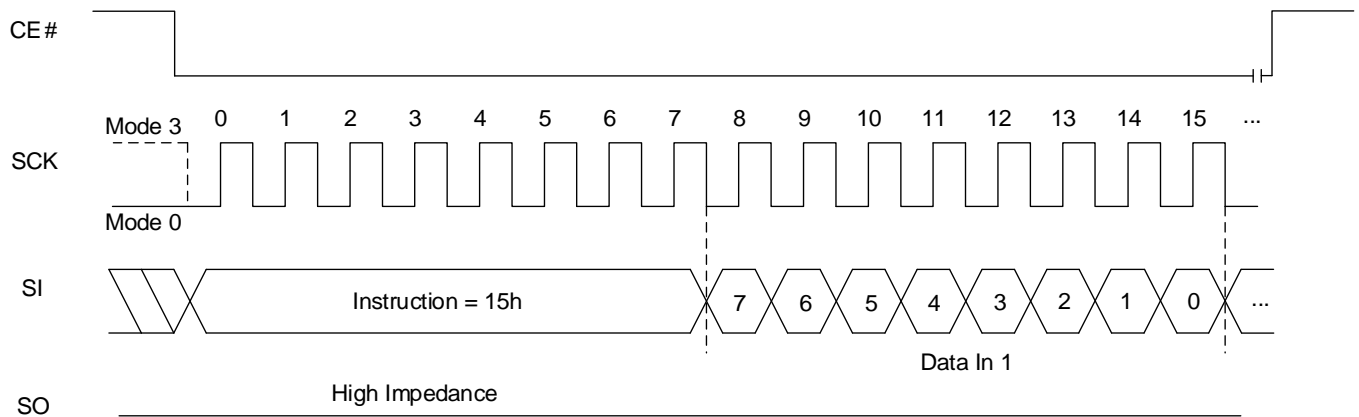 CE#
Mode 3 0 1 2 3 4 5 6 7 8 9 10 11 12 13 14 15 ...
SCK
Mode 0
SI Instruction = 15h 7 6 5 4 3 2 1 0 ...
Data In 1
High Impedance
SO